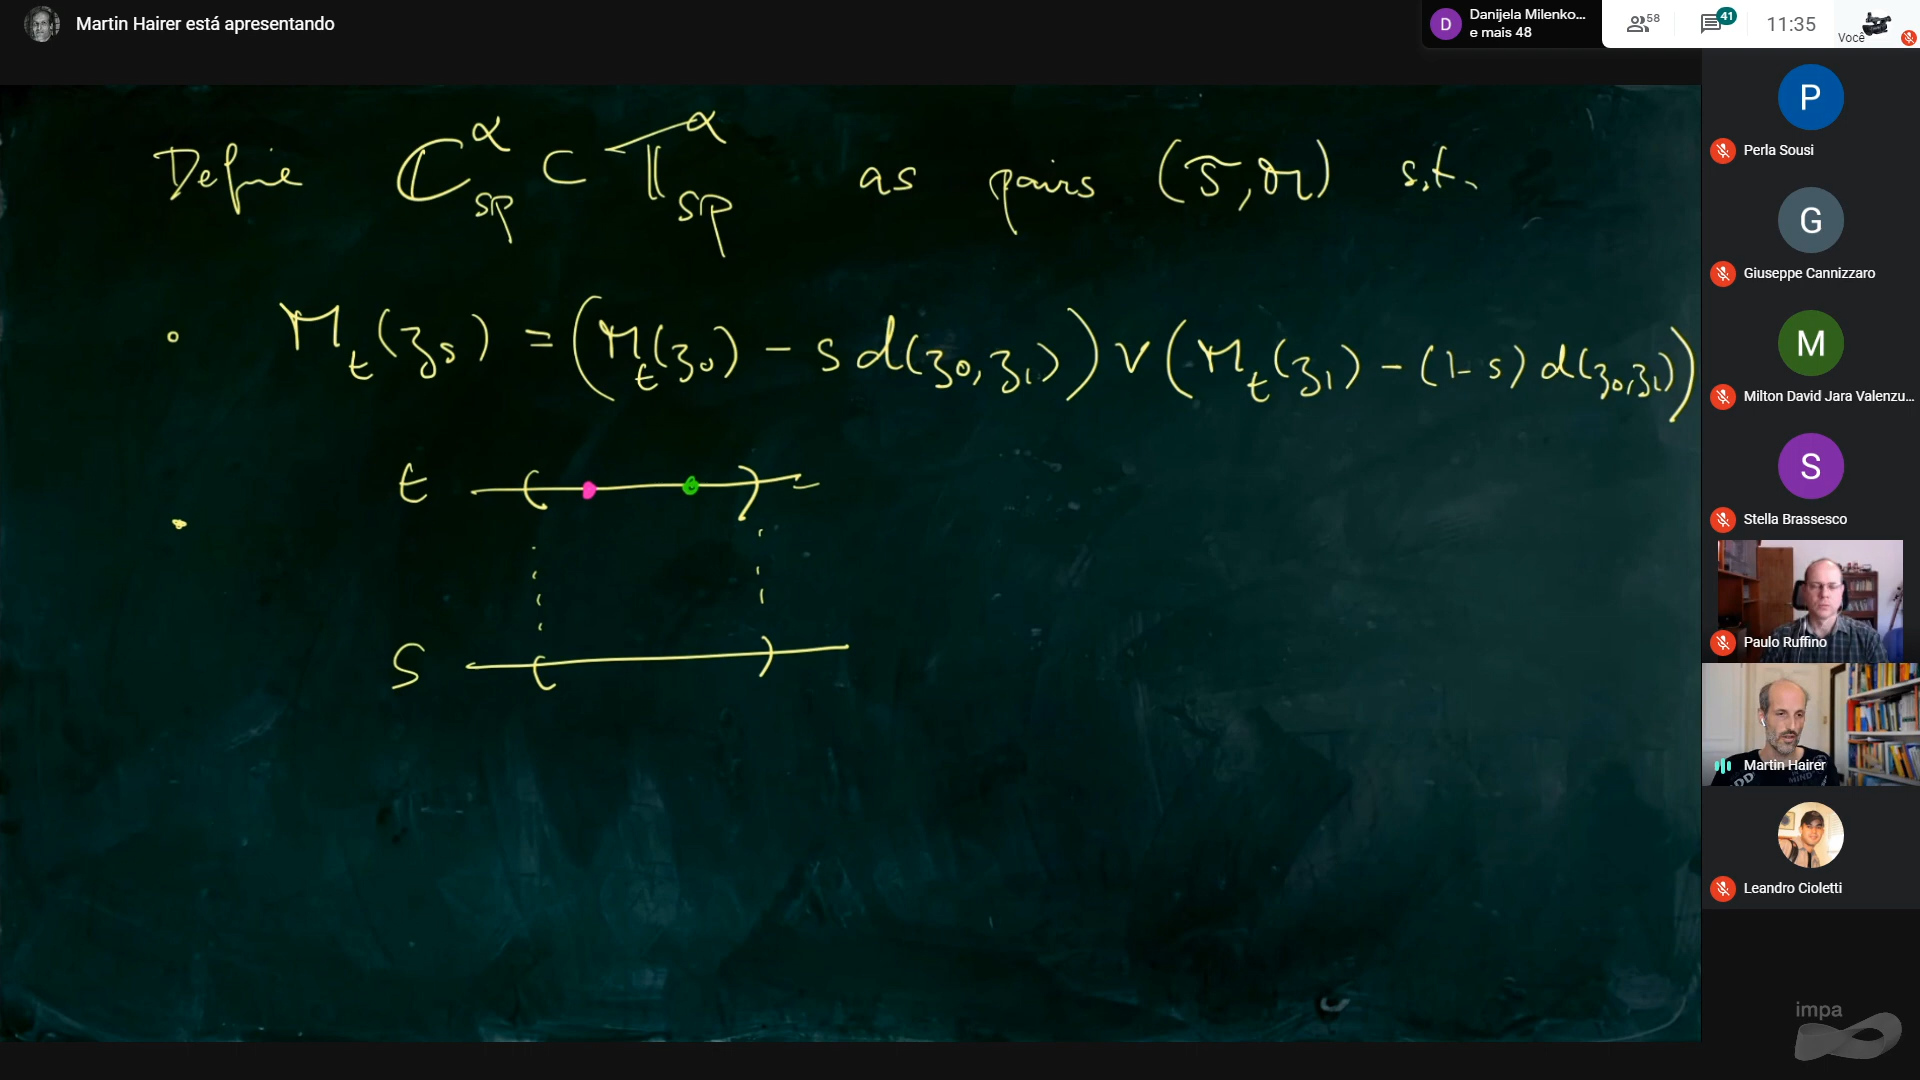 Martin Hairer está apresentando
D Danijela Milenko...
e mais 48
58
41
11:35
Você
Define ℂ^α_sp ⊂ 𝕋^α_sp as pairs (𝒯, M) s.t.
• M_t(z_s) = (M_t(z_0) - s d(z_0, z_1)) ∨ (M_t(z_1) - (1-s) d(z_0, z_1))
t
S
P
Perla Sousi
G
Giuseppe Cannizzaro
M
Milton David Jara Valenzu...
S
Stella Brassesco
Paulo Ruffino
Martin Hairer
Leandro Cioletti
impa